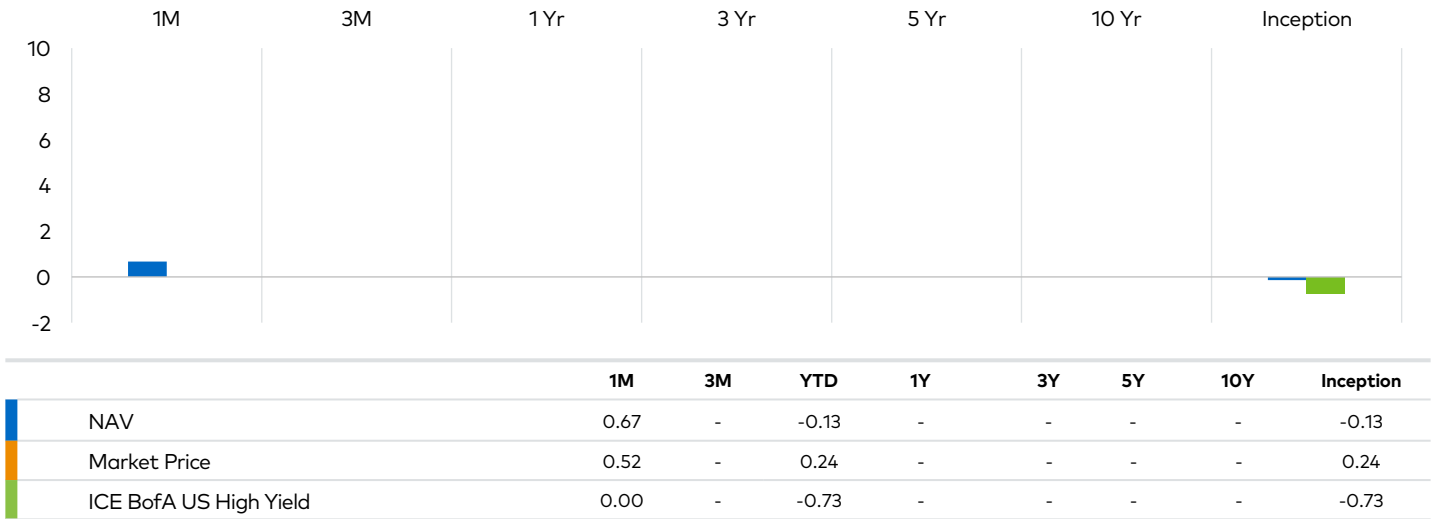 1M 3M 1 Yr 3 Yr 5 Yr 10 Yr Inception
10
8
6
4
2
0
-2
1M 3M YTD 1Y 3Y 5Y 10Y Inception
NAV 0.67 - -0.13 - - - - -0.13
Market Price 0.52 - 0.24 - - - - 0.24
ICE BofA US High Yield 0.00 - -0.73 - - - - -0.73